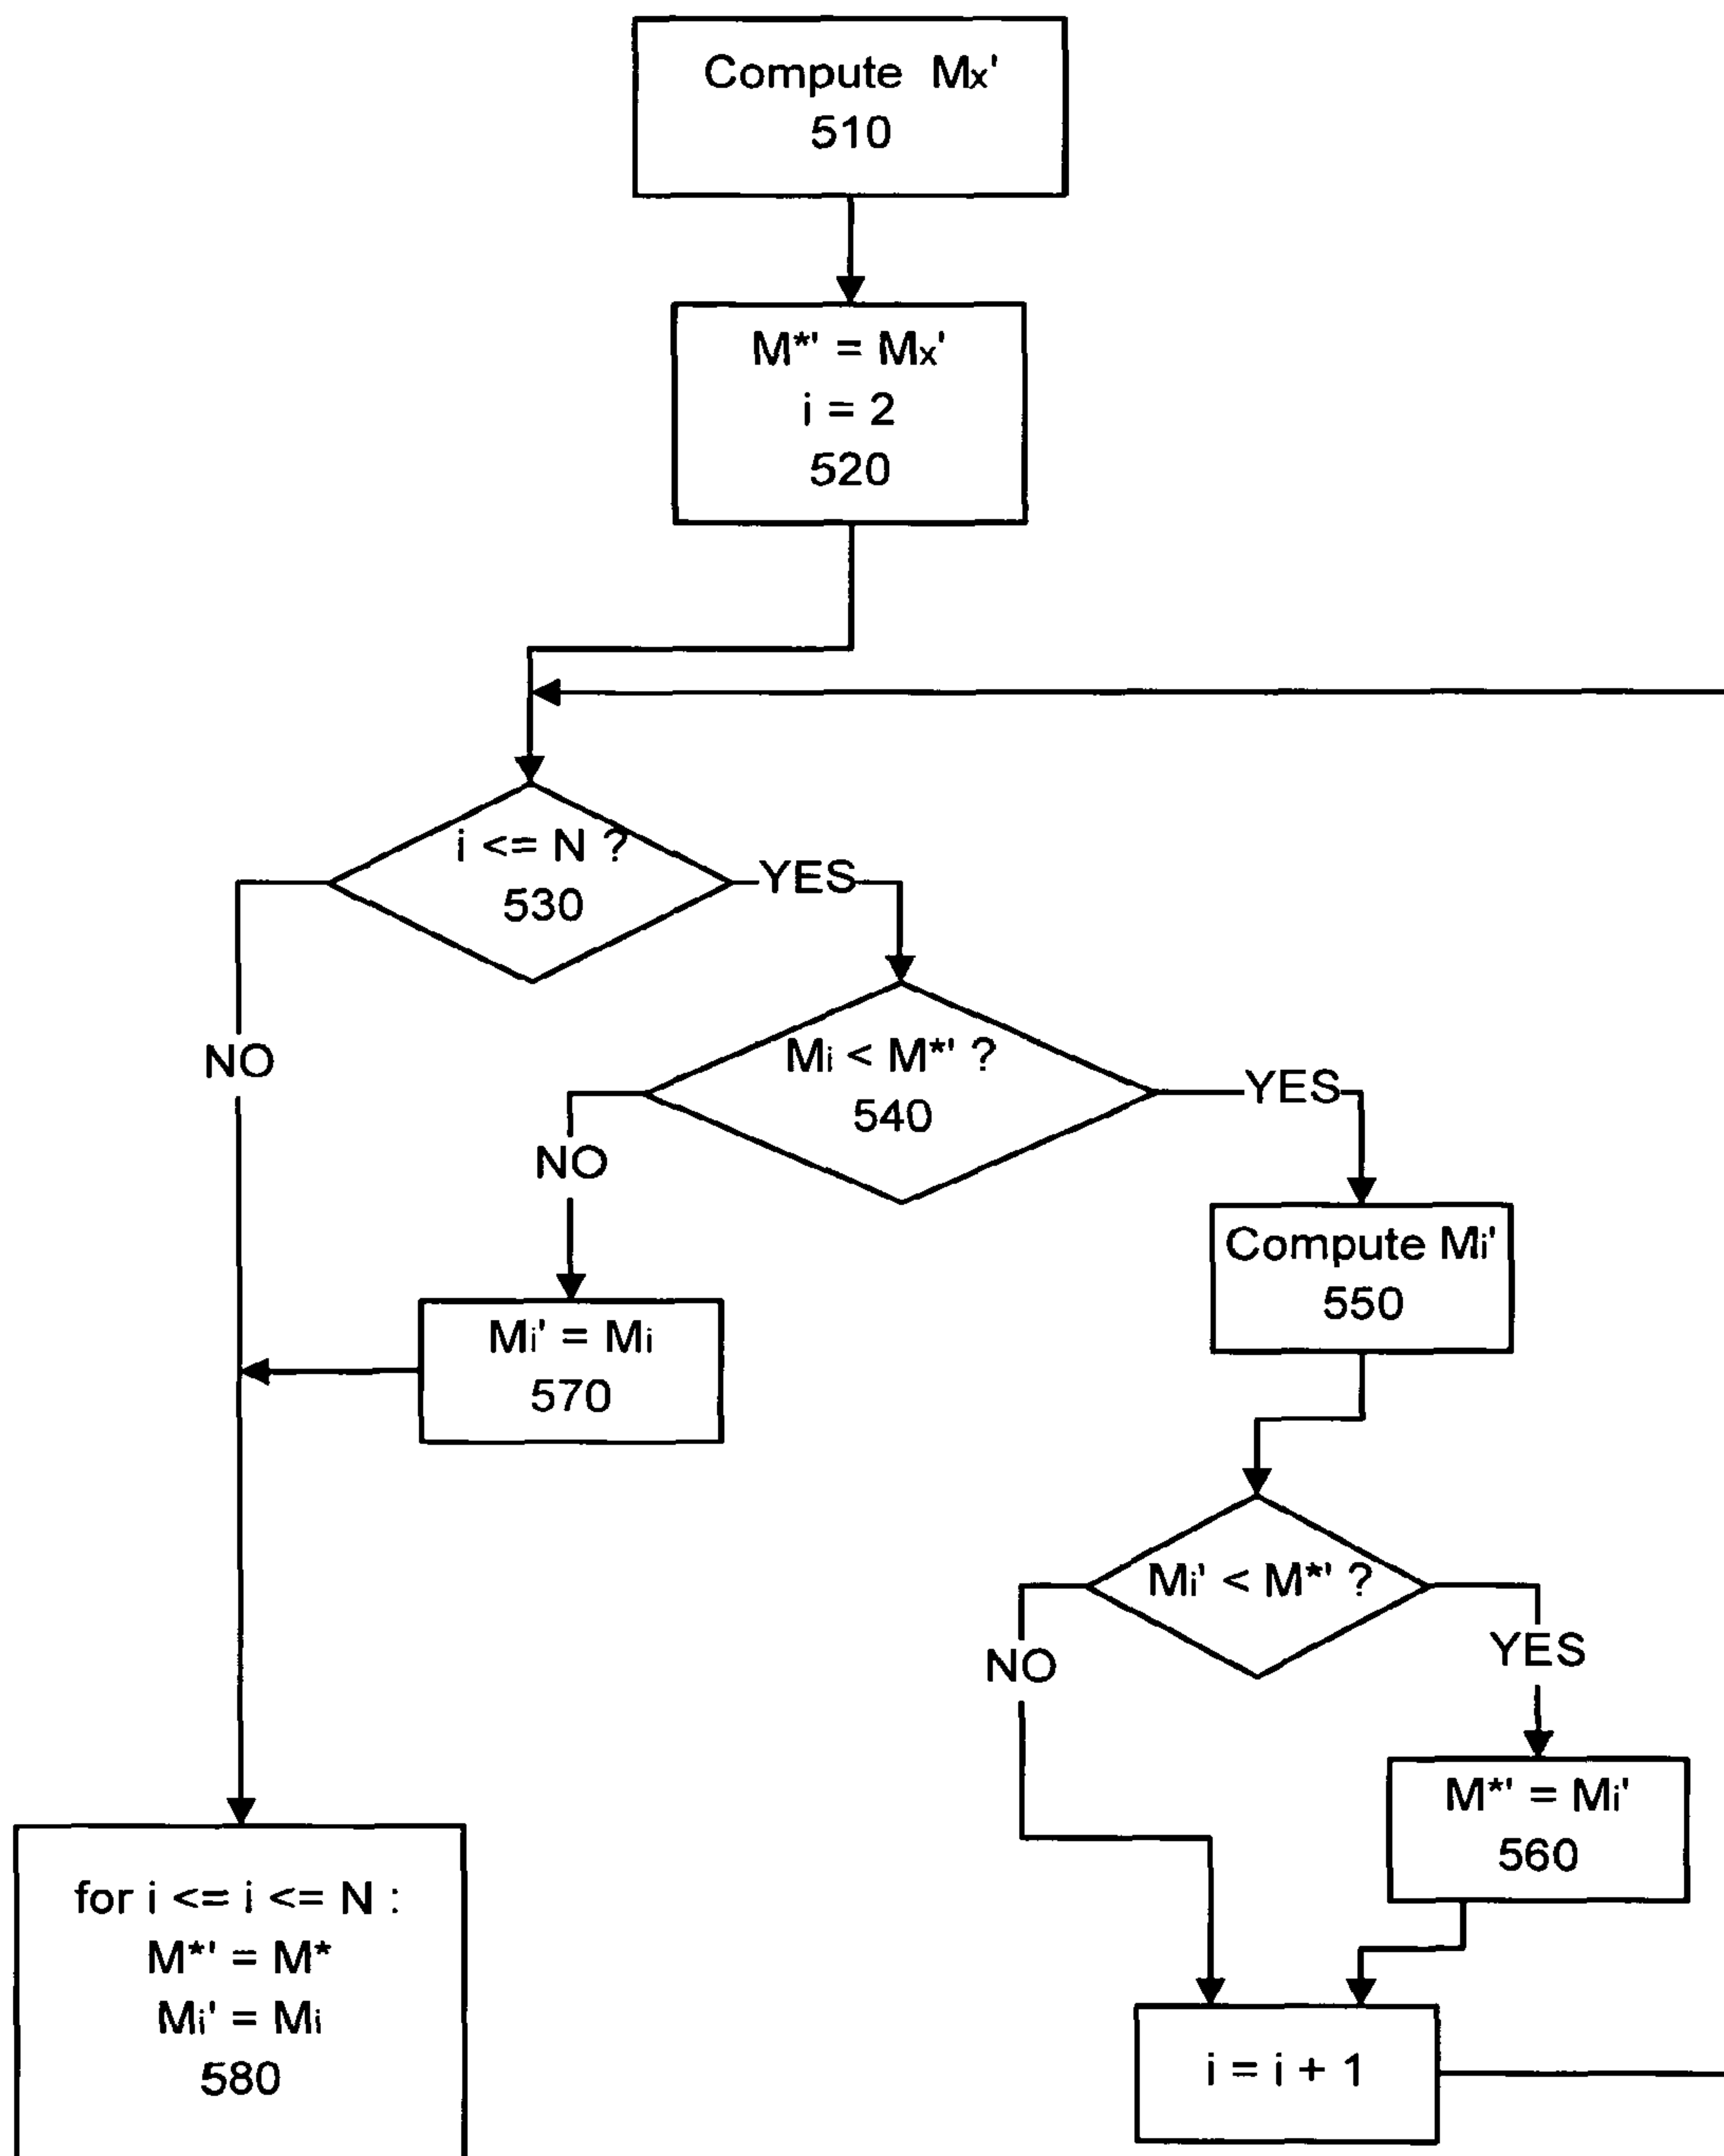 Compute Mx'
510
M*' = Mx'
i = 2
520
i <= N ?
530
YES
NO
Mi < M*' ?
540
YES
NO
Compute Mi'
550
Mi' = Mi
570
Mi' < M*' ?
NO
YES
M*' = Mi'
560
for i <= i <= N :
M*' = M*
Mi' = Mi
580
i = i + 1